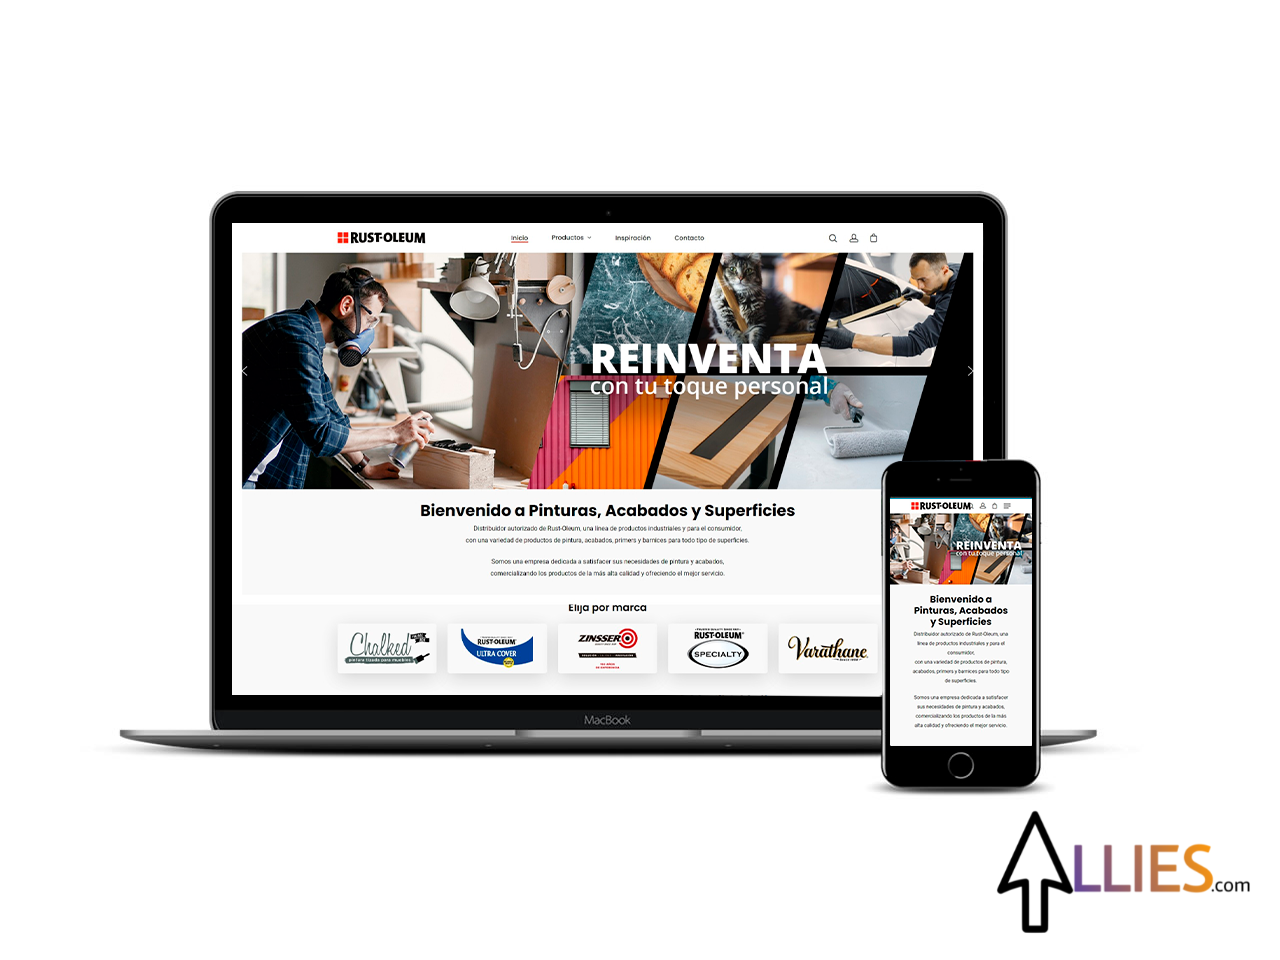 RUST-OLEUM
Inicio Productos Inspiración Contacto
REINVENTA
con tu toque personal
Bienvenido a Pinturas, Acabados y Superficies
Distribuidor autorizado de Rust-Oleum, una línea de productos industriales y para el consumidor,
con una variedad de productos de pintura, acabados, primers y barnices para todo tipo de superficies.
Somos una empresa dedicada a satisfacer sus necesidades de pintura y acabados,
comercializando los productos de la más alta calidad y ofreciendo el mejor servicio.
Elija por marca
Chalked
pintura tizada para muebles
RUST-OLEUM
ULTRA COVER
ZINSSER
RUST-OLEUM
SPECIALTY
Varathane
SINCE 1958
MacBook
RUST-OLEUM
REINVENTA
con tu toque personal
Bienvenido a
Pinturas, Acabados
y Superficies
Distribuidor autorizado de Rust-Oleum, una
línea de productos industriales y para el
consumidor,
con una variedad de productos de pintura,
acabados, primers y barnices para todo tipo
de superficies.
Somos una empresa dedicada a satisfacer
sus necesidades de pintura y acabados,
comercializando los productos de la más
alta calidad y ofreciendo el mejor servicio.
LLIES.com